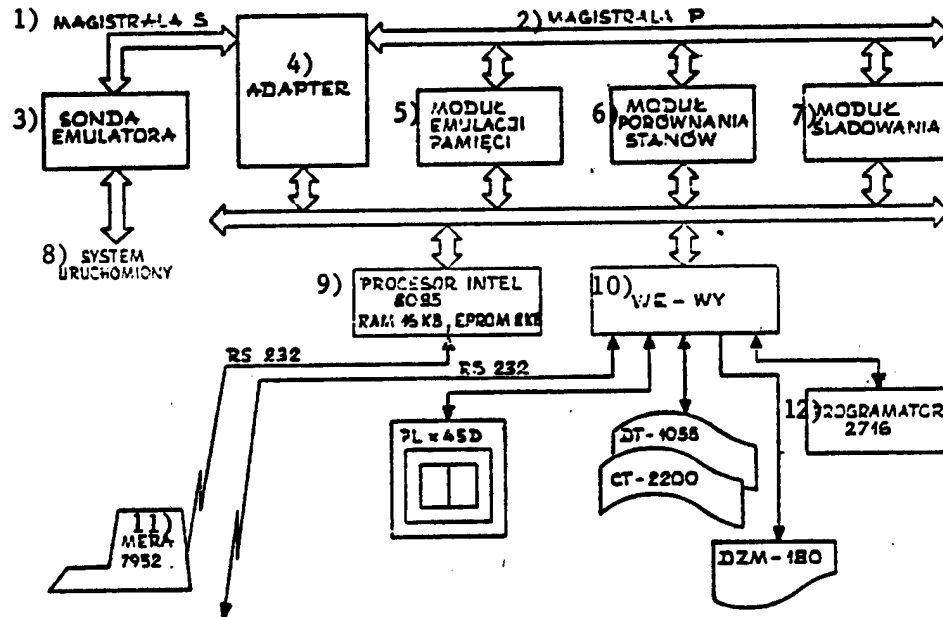 1) MAGISTRALA S
2) MAGISTRALA P
3) SONDA
EMULATORA
4)
ADAPTER
5) MODUŁ
EMULACJI
PAMIĘCI
6) MODUŁ
PORÓWNANIA
STANÓW
7) MODUŁ
ŚLADOWANIA
8) SYSTEM
URUCHOMIONY
9) PROCESOR INTEL
8085
RAM 16 KB, EPROM 8KB
10) WE - WY
RS 232
RS 232
PL x 45D
DT - 1055
CT - 2200
12) PROGRAMATOR
2716
11)
MERA
7952
DZM - 180